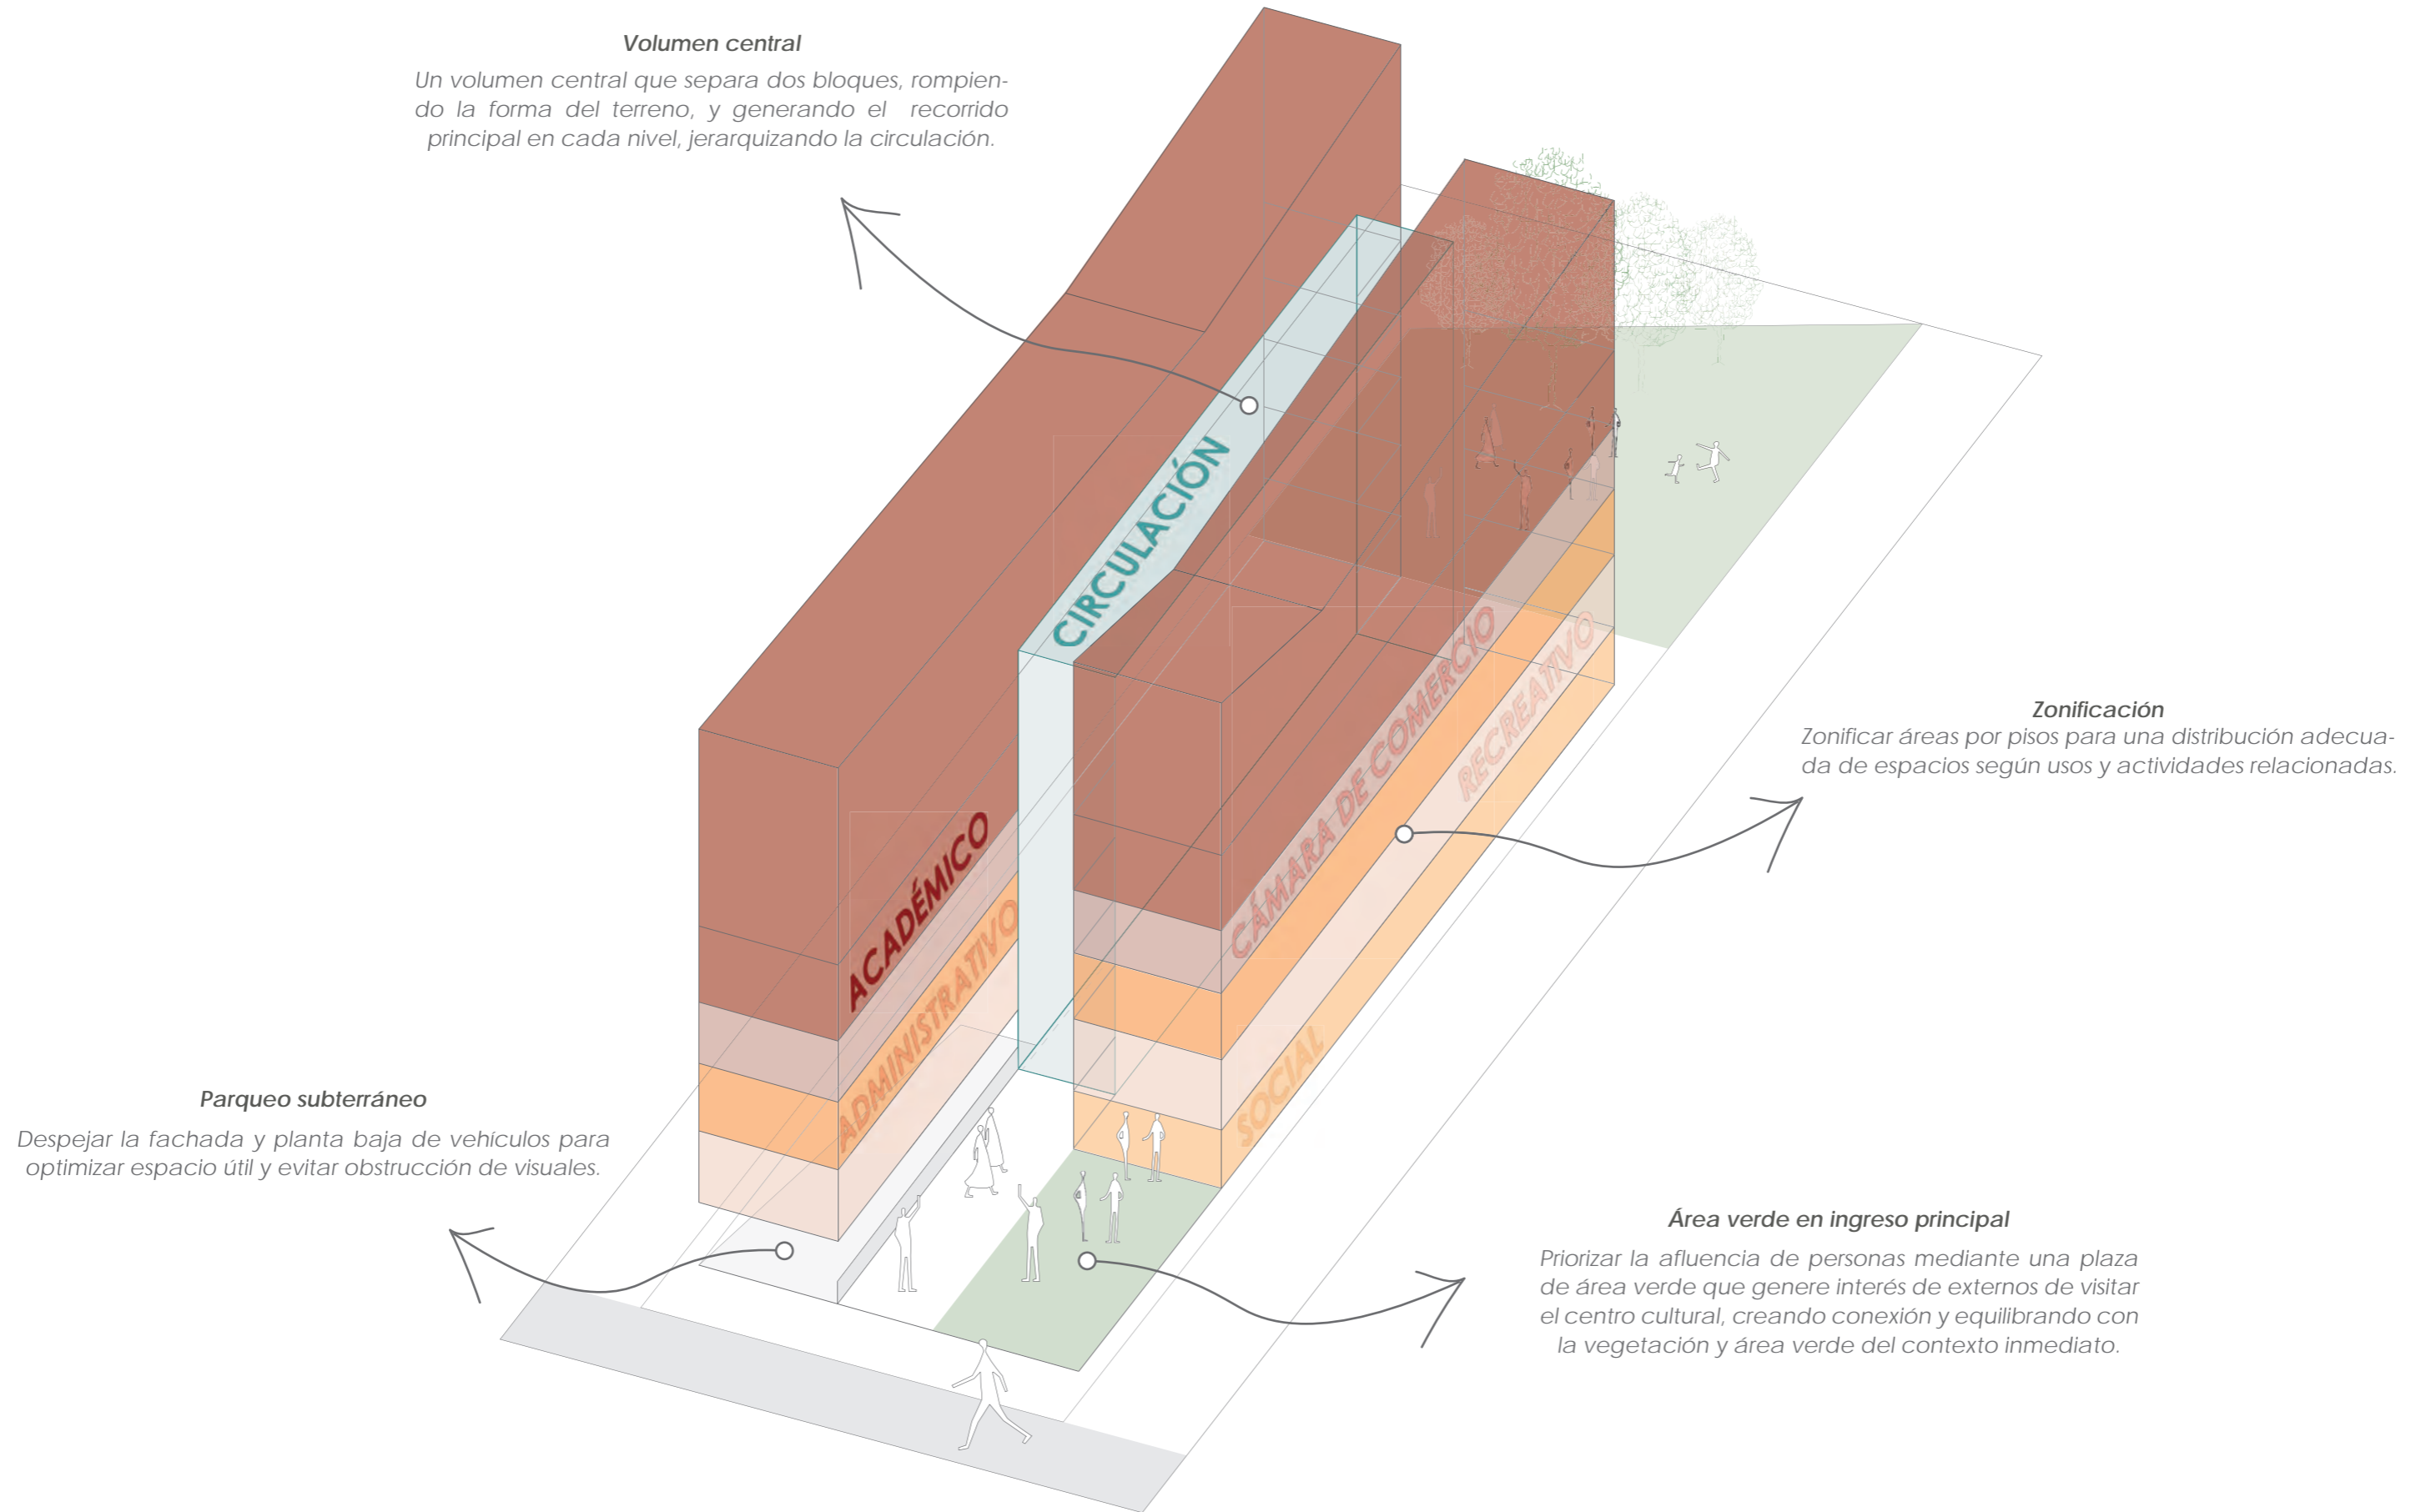 Volumen central
Un volumen central que separa dos bloques, rompien-
do la forma del terreno, y generando el recorrido
principal en cada nivel, jerarquizando la circulación.
CIRCULACIÓN
Zonificación
Zonificar áreas por pisos para una distribución adecua-
da de espacios según usos y actividades relacionadas.
CÁMARA DE COMERCIO
RECREATIVO
ACADÉMICO
ADMINISTRATIVO
SOCIAL
Parqueo subterráneo
Despejar la fachada y planta baja de vehículos para
optimizar espacio útil y evitar obstrucción de visuales.
Área verde en ingreso principal
Priorizar la afluencia de personas mediante una plaza
de área verde que genere interés de externos de visitar
el centro cultural, creando conexión y equilibrando con
la vegetación y área verde del contexto inmediato.